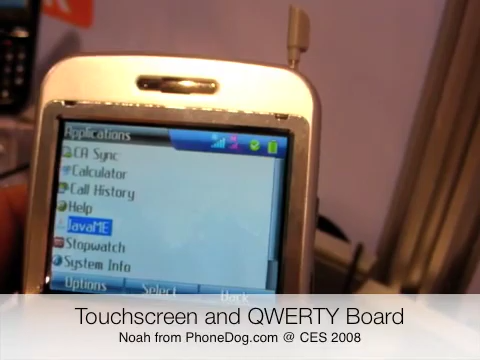 Applications
CA Sync
Calculator
Call History
Help
JavaME
Stopwatch
System Info
Options Select Back
Touchscreen and QWERTY Board
Noah from PhoneDog.com @ CES 2008